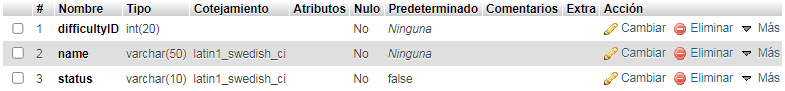 # Nombre Tipo Cotejamiento Atributos Nulo Predeterminado Comentarios Extra Acción
1 difficultyID int(20) No Ninguna Cambiar Eliminar Más
2 name varchar(50) latin1_swedish_ci No Ninguna Cambiar Eliminar Más
3 status varchar(10) latin1_swedish_ci No false Cambiar Eliminar Más